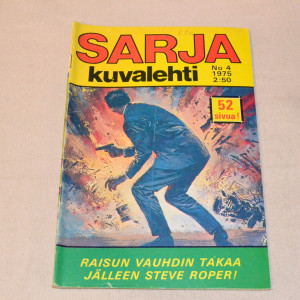 SARJA
kuvalehti
No 4
1975
2:50
52
sivua!
RAISUN VAUHDIN TAKAA
JÄLLEEN STEVE ROPER!